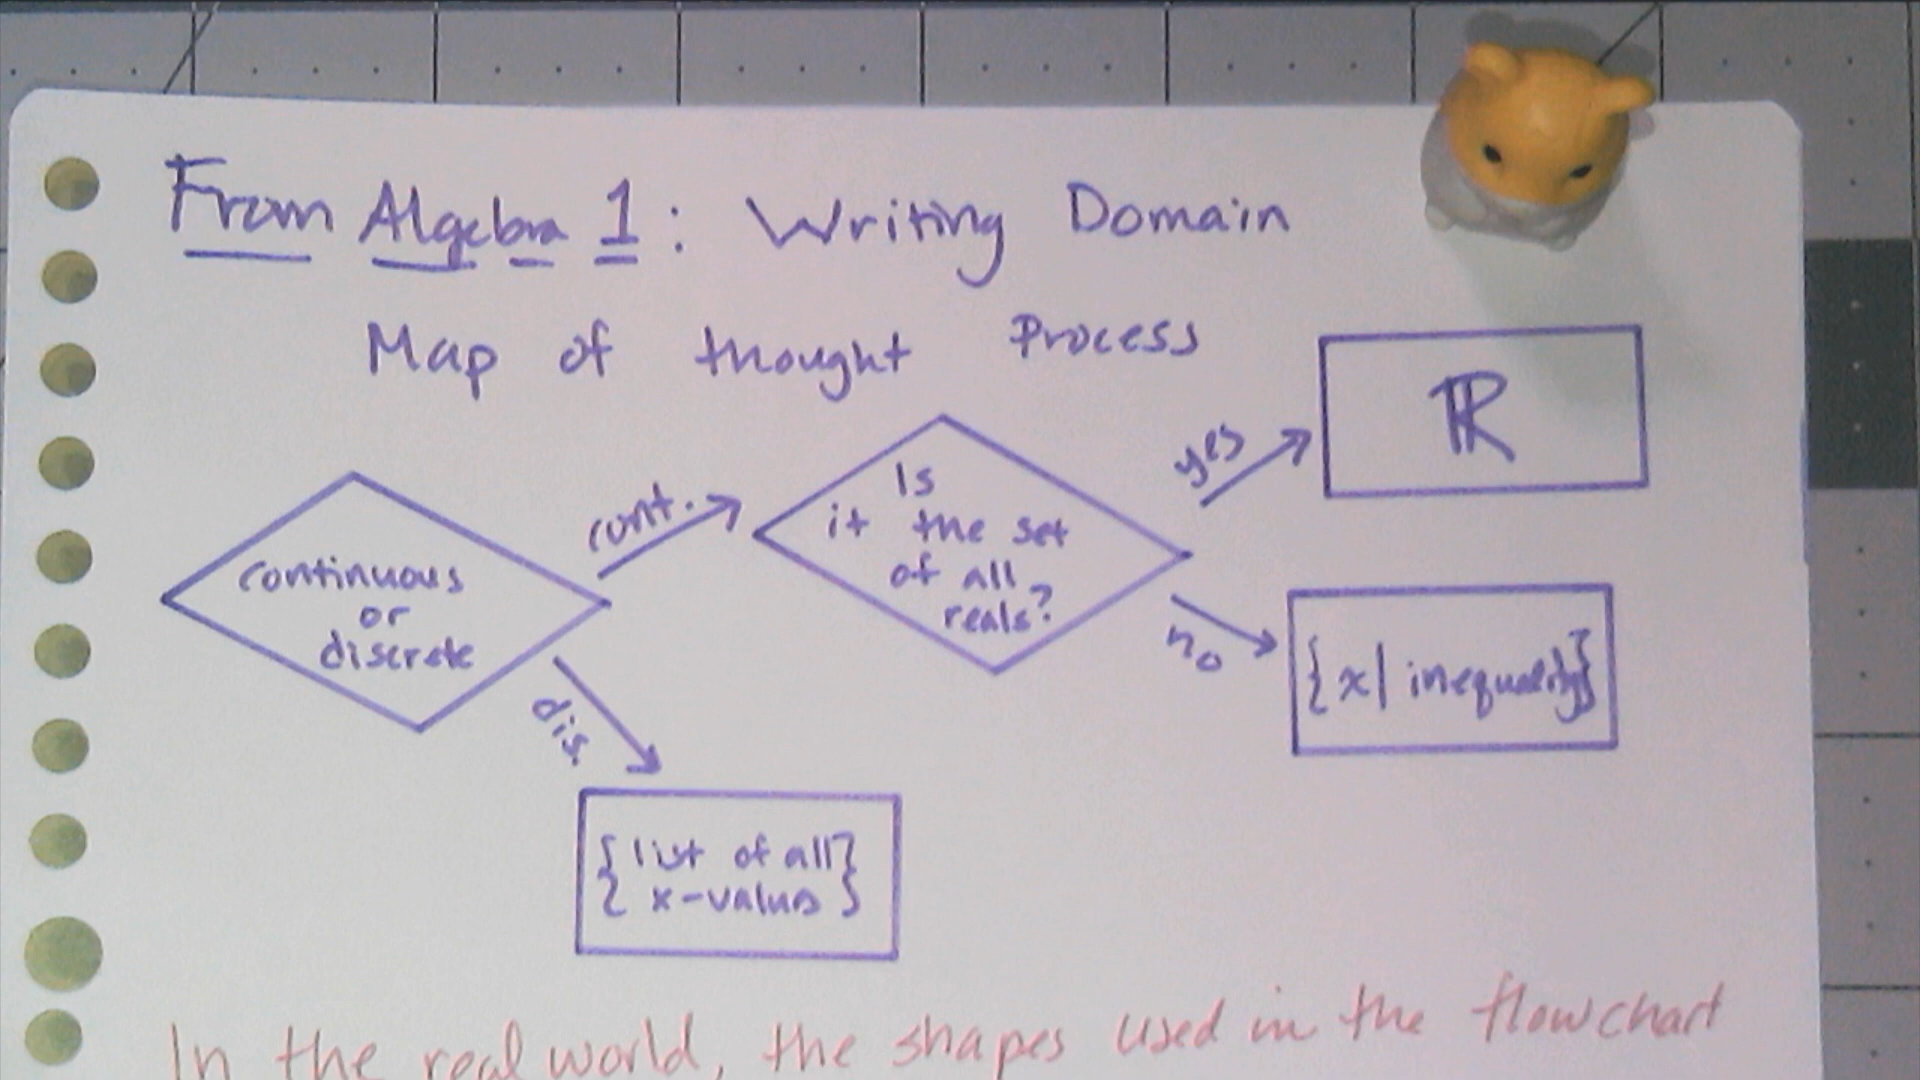 From Algebra 1: Writing Domain
Map of thought Process
continuous
or
discrete
cont.
dis.
Is
it the set
of all
reals?
yes
ℝ
no
{x| inequality}
{list of all
x-values}
In the real world, the shapes used in the flowchart